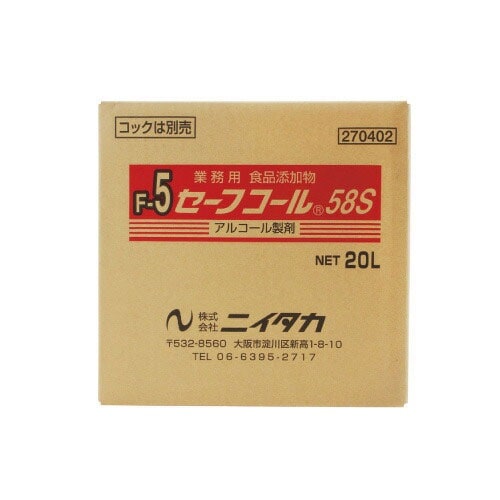 コックは別売
270402
業務用 食品添加物
F-5 セーフコール® 58S
アルコール製剤
NET 20L
株式会社 ニイタカ
〒532-8560 大阪市淀川区新高1-8-10
TEL 06-6395-2717